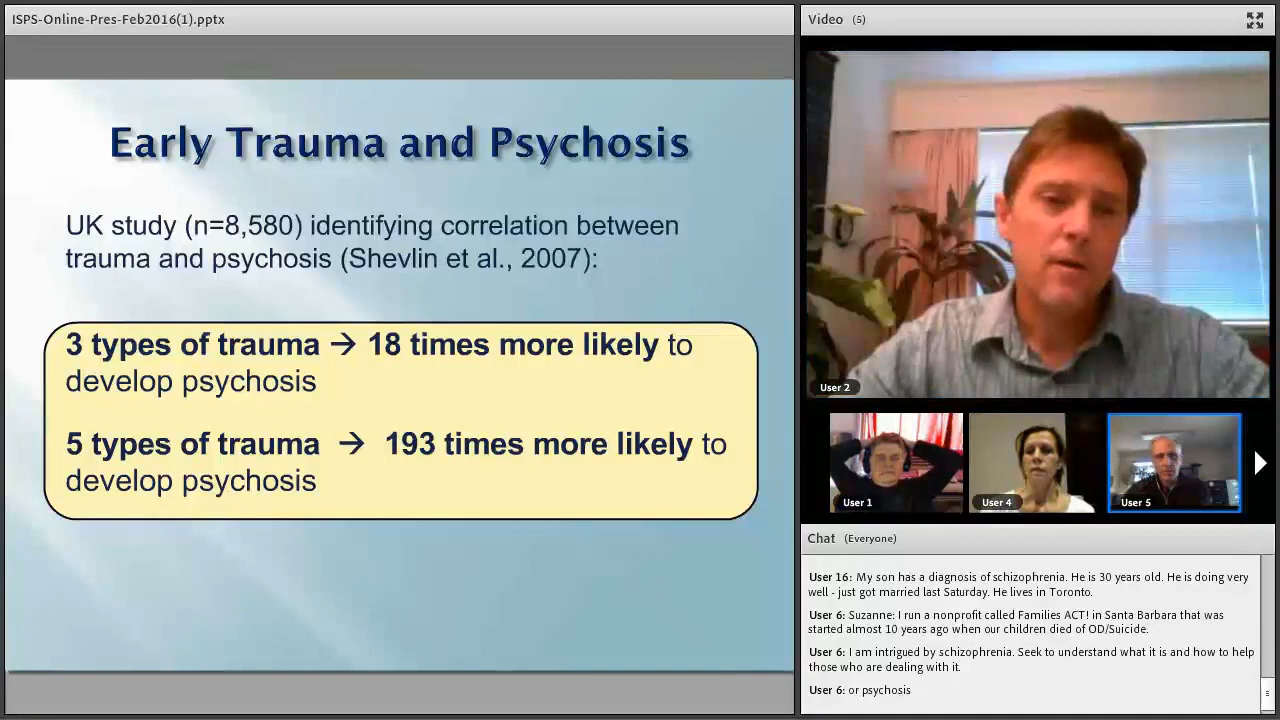 ISPS-Online-Pres-Feb2016(1).pptx
Early Trauma and Psychosis
UK study (n=8,580) identifying correlation between
trauma and psychosis (Shevlin et al., 2007):
3 types of trauma → 18 times more likely to
develop psychosis
5 types of trauma → 193 times more likely to
develop psychosis
Video (5)
User 2
User 1
User 4
User 5
Chat (Everyone)
User 16: My son has a diagnosis of schizophrenia. He is 30 years old. He is doing very
well - just got married last Saturday. He lives in Toronto.
User 6: Suzanne: I run a nonprofit called Families ACT! in Santa Barbara that was
started almost 10 years ago when our children died of OD/Suicide.
User 6: I am intrigued by schizophrenia. Seek to understand what it is and how to help
those who are dealing with it.
User 6: or psychosis